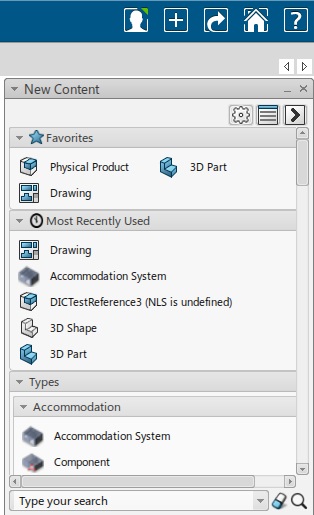 ?
New Content
Favorites
Physical Product
3D Part
Drawing
Most Recently Used
Drawing
Accommodation System
DICTestReference3 (NLS is undefined)
3D Shape
3D Part
Types
Accommodation
Accommodation System
Component
Type your search